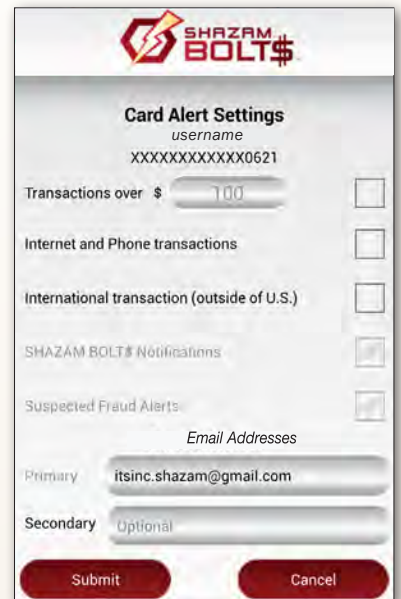 SHAZAM
BOLT$
Card Alert Settings
username
XXXXXXXXXXXX0621
Transactions over $ 100
Internet and Phone transactions
International transaction (outside of U.S.)
SHAZAM BOLT$ Notifications
Suspected Fraud Alerts
Email Addresses
Primary itsinc.shazam@gmail.com
Secondary Optional
Submit Cancel